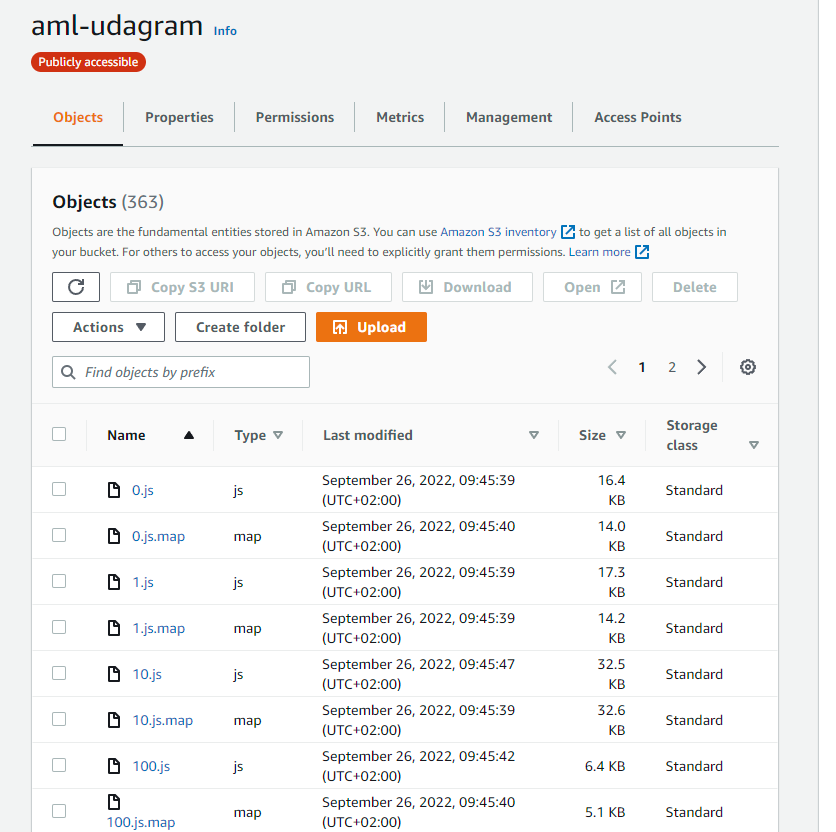 aml-udagram Info
Publicly accessible
Objects Properties Permissions Metrics Management Access Points
Objects (363)
Objects are the fundamental entities stored in Amazon S3. You can use Amazon S3 inventory to get a list of all objects in
your bucket. For others to access your objects, you'll need to explicitly grant them permissions. Learn more
Copy S3 URI Copy URL Download Open Delete
Actions Create folder Upload
Find objects by prefix 1 2
Name Type Last modified Size Storage
class
0.js js September 26, 2022, 09:45:39 16.4 Standard
(UTC+02:00) KB
0.js.map map September 26, 2022, 09:45:40 14.0 Standard
(UTC+02:00) KB
1.js js September 26, 2022, 09:45:39 17.3 Standard
(UTC+02:00) KB
1.js.map map September 26, 2022, 09:45:39 14.2 Standard
(UTC+02:00) KB
10.js js September 26, 2022, 09:45:47 32.5 Standard
(UTC+02:00) KB
10.js.map map September 26, 2022, 09:45:39 32.6 Standard
(UTC+02:00) KB
100.js js September 26, 2022, 09:45:42 6.4 KB Standard
(UTC+02:00)
100.js.map map September 26, 2022, 09:45:40 5.1 KB Standard
(UTC+02:00)